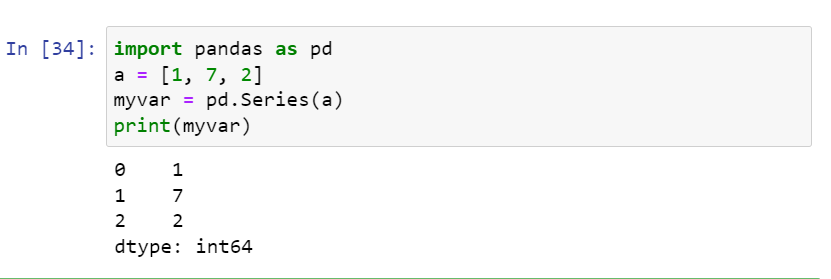 In [34]: import pandas as pd
a = [1, 7, 2]
myvar = pd.Series(a)
print(myvar)
0    1
1    7
2    2
dtype: int64